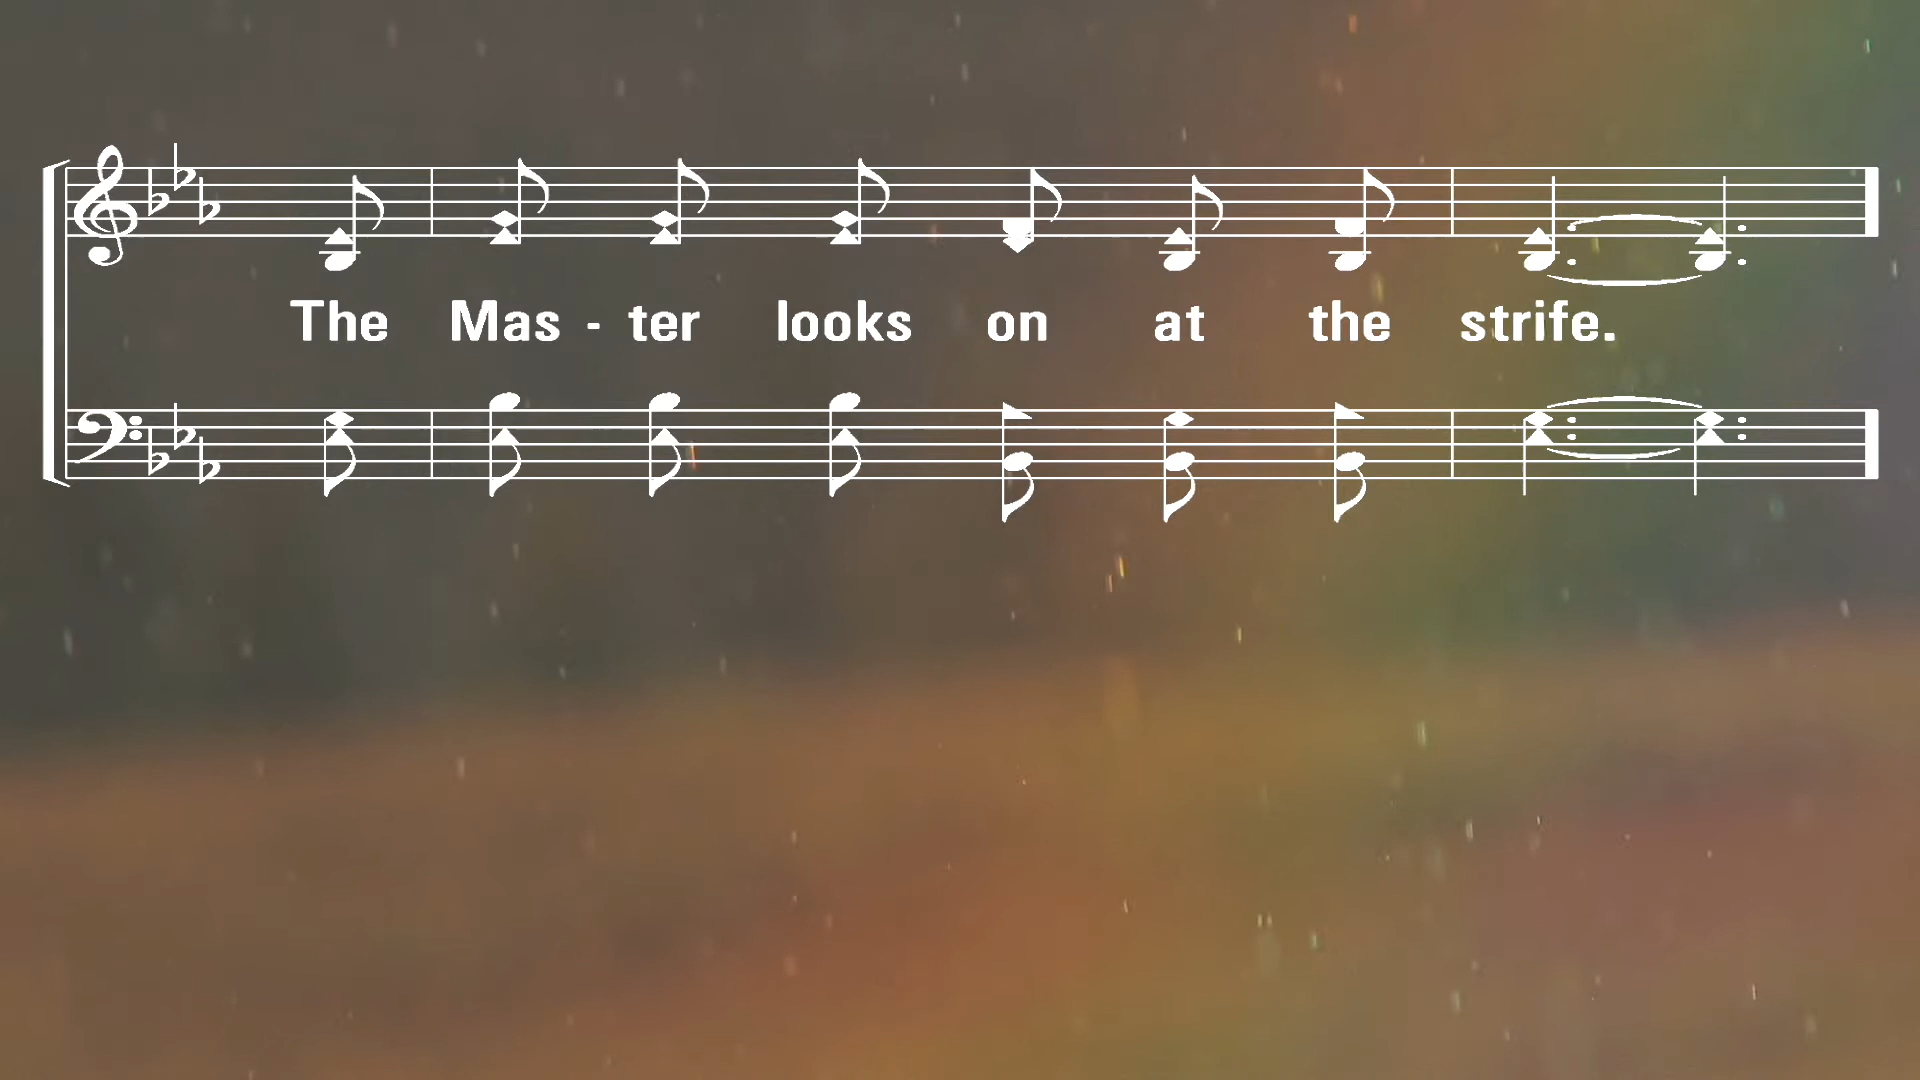 The Mas - ter looks on at the strife.